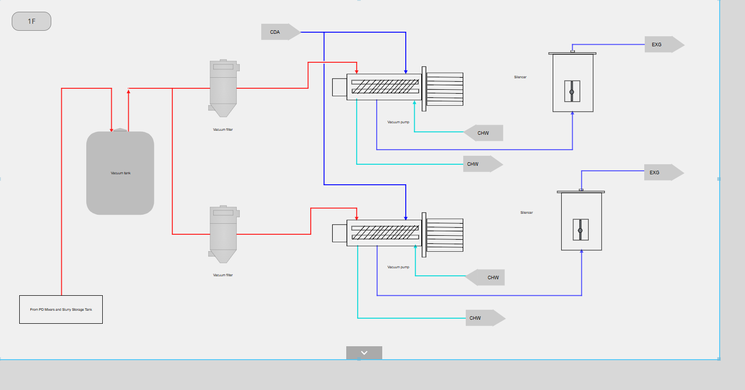 1F
CDA
EXG
Silencer
Vacuum filter
Vacuum pump
CHW
CHW
Vacuum tank
EXG
Silencer
Vacuum filter
Vacuum pump
CHW
From PD Mixers and Slurry Storage Tank
CHW